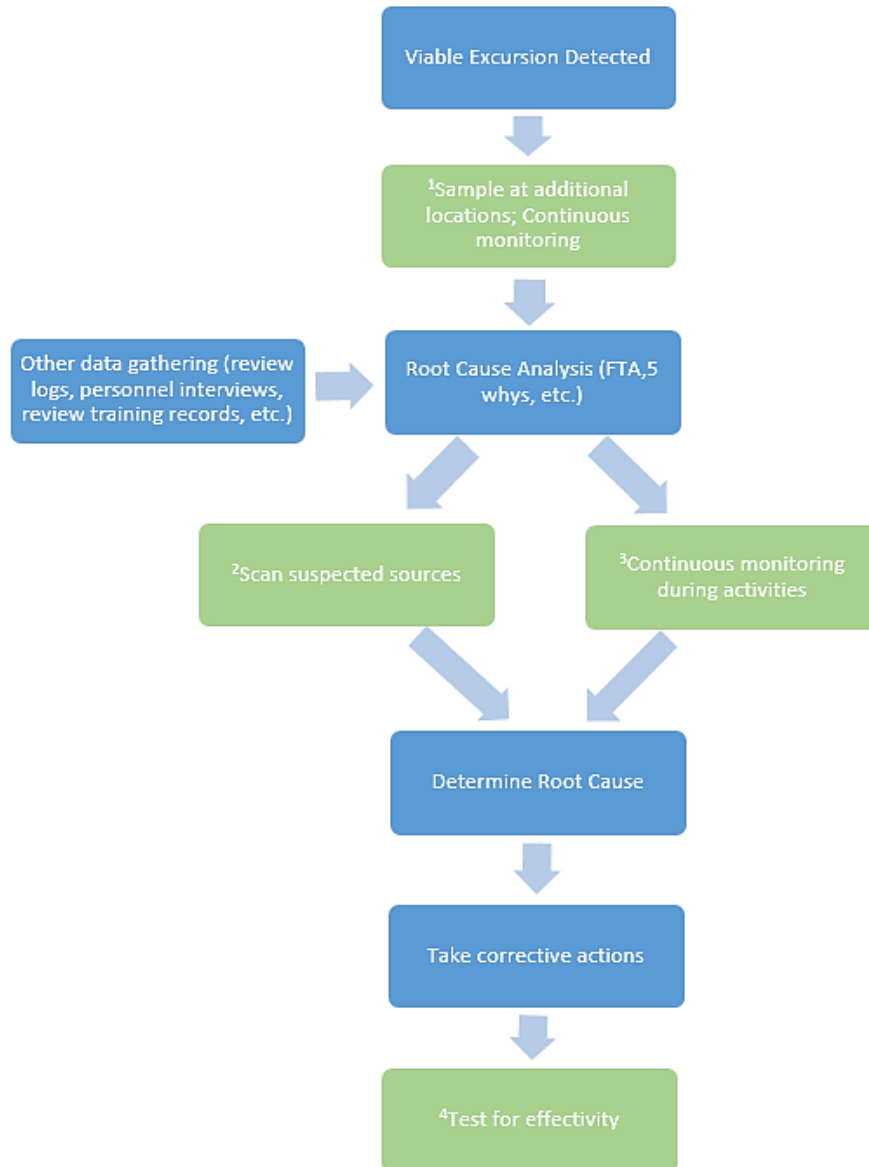 Viable Excursion Detected
¹Sample at additional
locations; Continuous
monitoring
Other data gathering (review
logs, personnel interviews,
review training records, etc.)
Root Cause Analysis (FTA,5
whys, etc.)
²Scan suspected sources
³Continuous monitoring
during activities
Determine Root Cause
Take corrective actions
⁴Test for effectivity